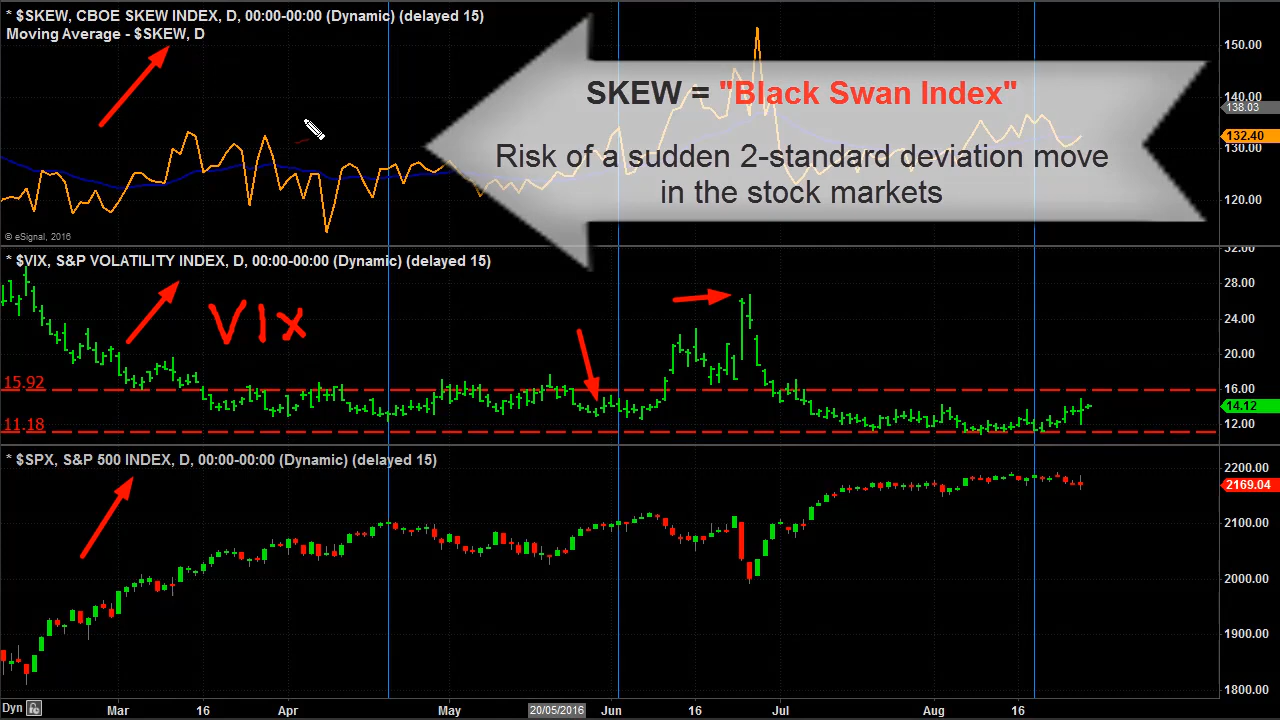 * $SKEW, CBOE SKEW INDEX, D, 00:00-00:00 (Dynamic) (delayed 15)
Moving Average - $SKEW, D
SKEW = "Black Swan Index"
Risk of a sudden 2-standard deviation move
in the stock markets
150.00
140.00
138.03
132.40
130.00
120.00
© eSignal, 2016
* $VIX, S&P VOLATILITY INDEX, D, 00:00-00:00 (Dynamic) (delayed 15)
VIX
32.00
28.00
24.00
20.00
15.92
16.00
14.12
11.18
12.00
* $SPX, S&P 500 INDEX, D, 00:00-00:00 (Dynamic) (delayed 15)
2200.00
2169.04
2100.00
2000.00
1900.00
1800.00
Dyn
Mar 16 Apr May 20/05/2016 Jun 16 Jul Aug 16